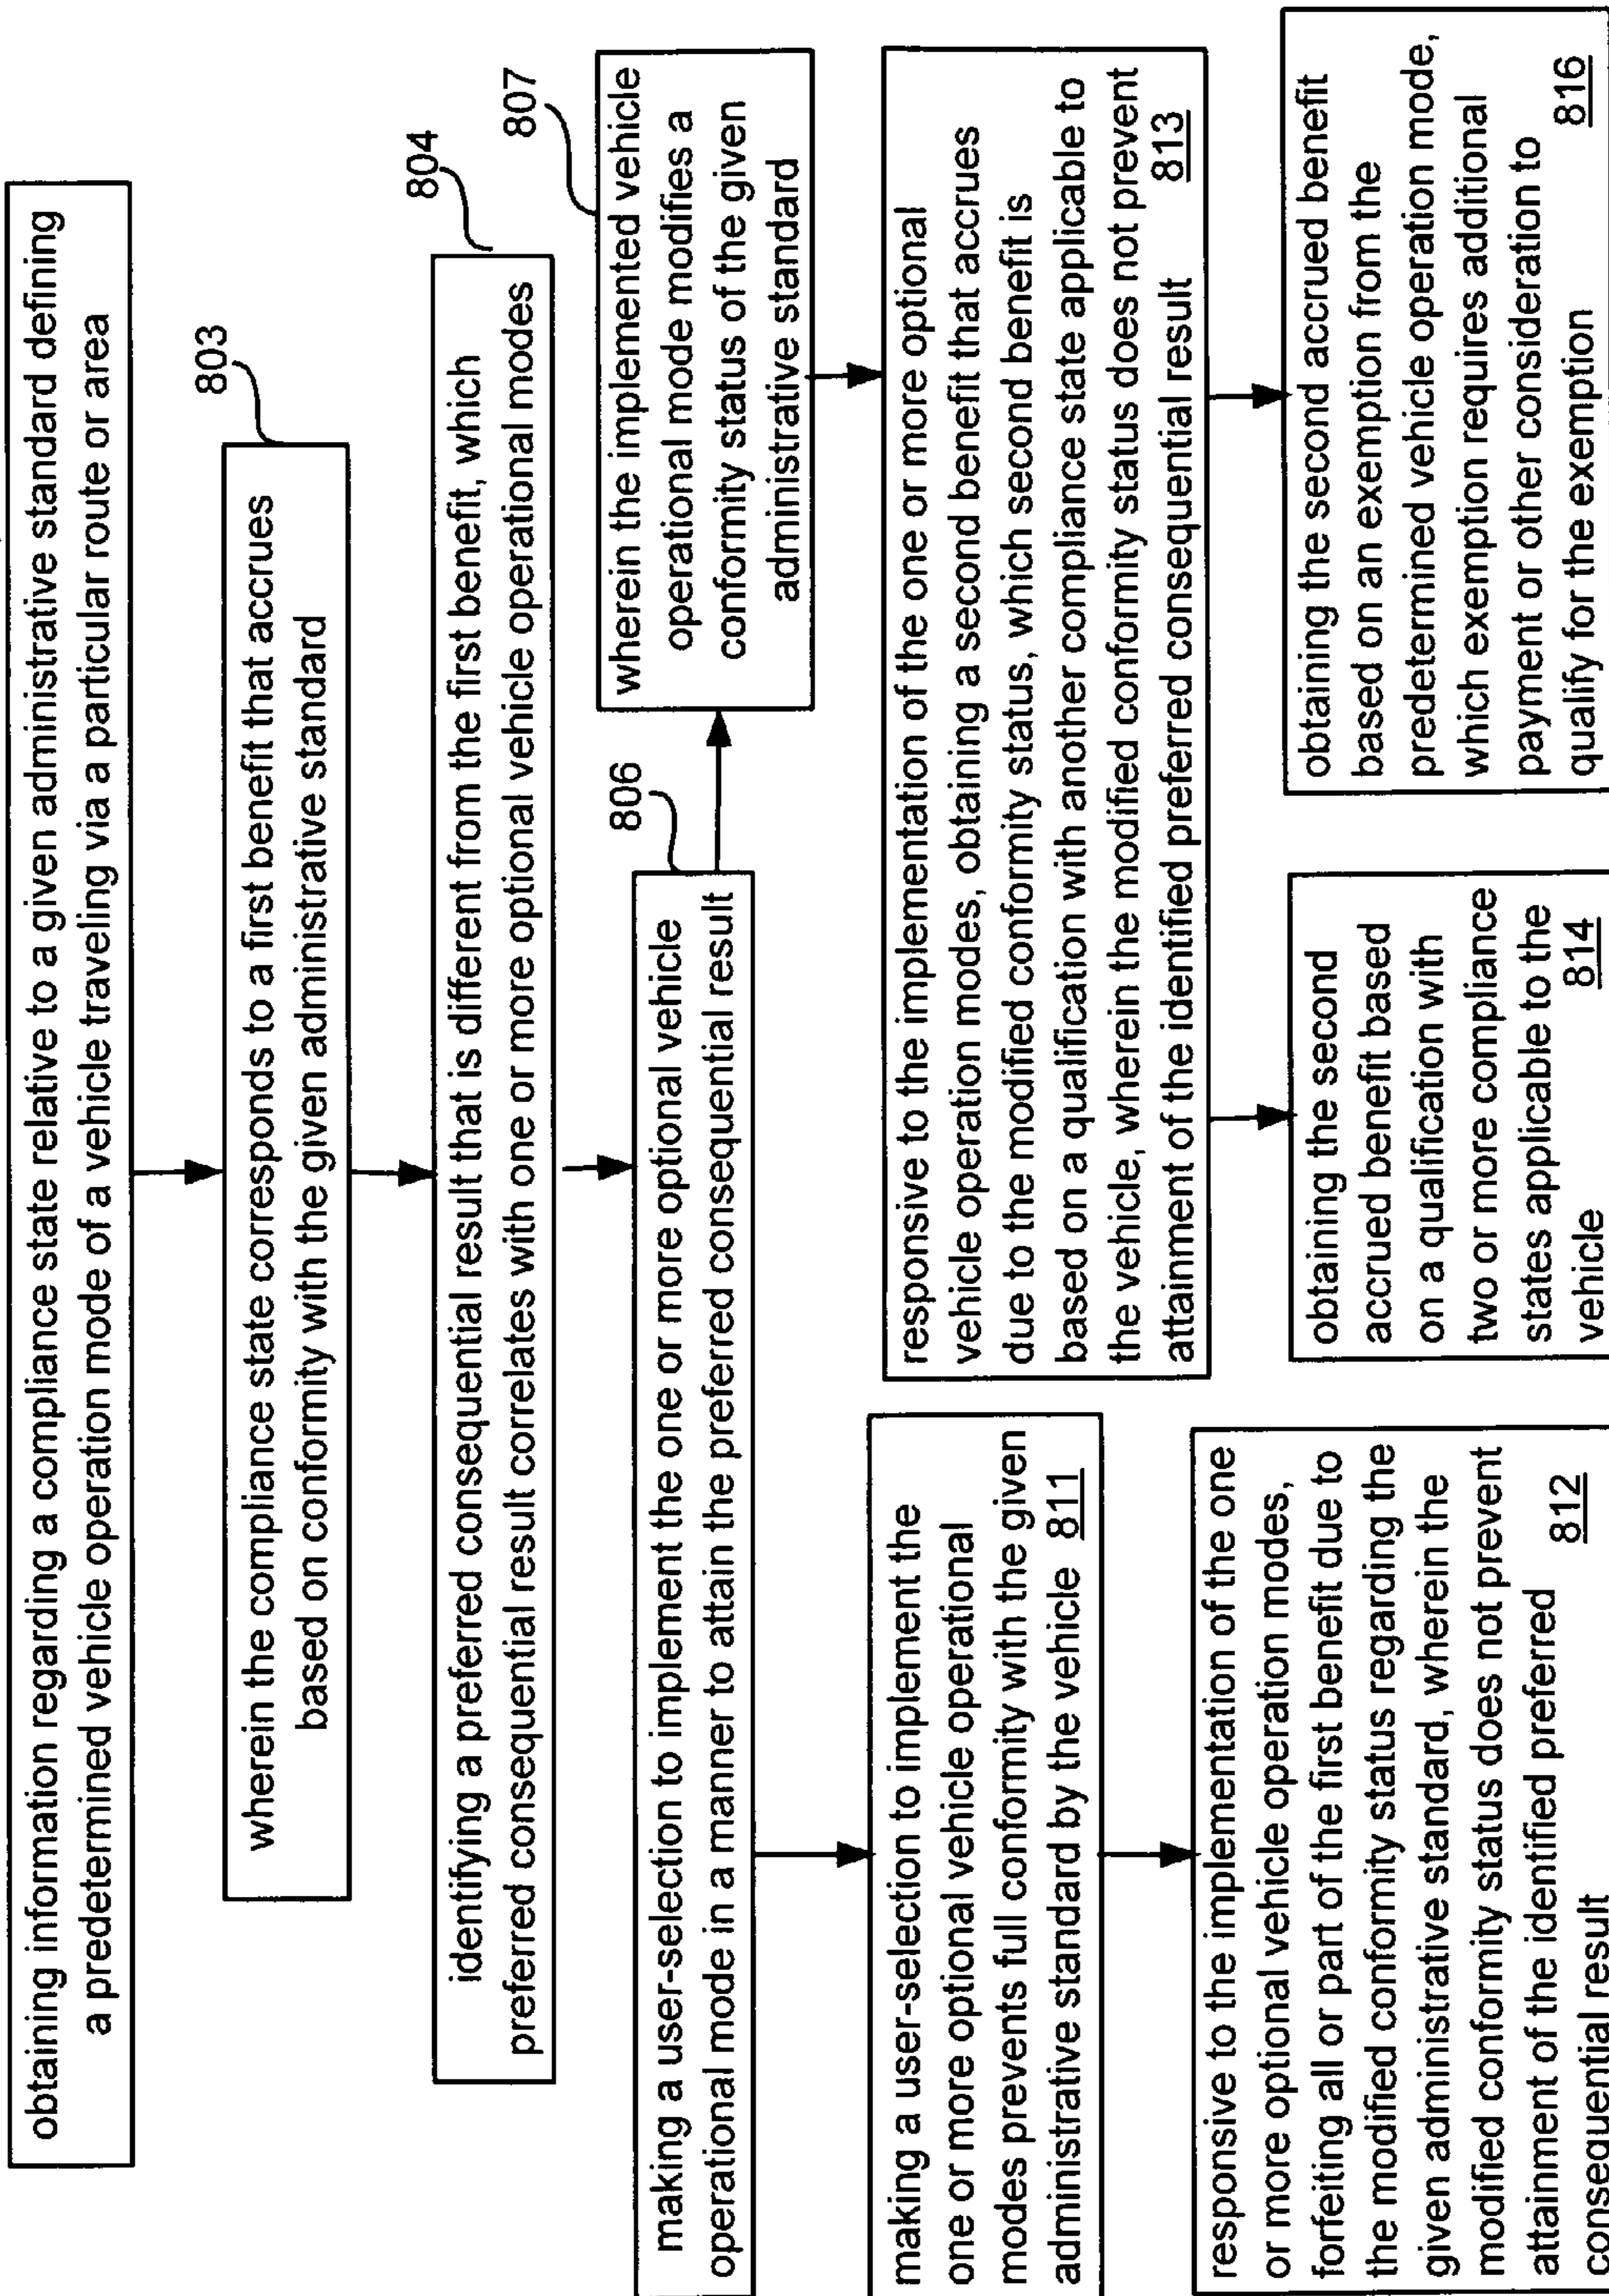 obtaining information regarding a compliance state relative to a given administrative standard defining
a predetermined vehicle operation mode of a vehicle traveling via a particular route or area
803
wherein the compliance state corresponds to a first benefit that accrues
based on conformity with the given administrative standard
804
identifying a preferred consequential result that is different from the first benefit, which
preferred consequential result correlates with one or more optional vehicle operational modes
806
making a user-selection to implement the one or more optional vehicle
operational mode in a manner to attain the preferred consequential result
807
wherein the implemented vehicle
operational mode modifies a
conformity status of the given
administrative standard
making a user-selection to implement the
one or more optional vehicle operational
modes prevents full conformity with the given
administrative standard by the vehicle 811
responsive to the implementation of the one
or more optional vehicle operation modes,
forfeiting all or part of the first benefit due to
the modified conformity status regarding the
given administrative standard, wherein the
modified conformity status does not prevent
attainment of the identified preferred
consequential result 812
responsive to the implementation of the one or more optional
vehicle operation modes, obtaining a second benefit that accrues
due to the modified conformity status, which second benefit is
based on a qualification with another compliance state applicable to
the vehicle, wherein the modified conformity status does not prevent
attainment of the identified preferred consequential result 813
obtaining the second
accrued benefit based
on a qualification with
two or more compliance
states applicable to the
vehicle 814
obtaining the second accrued benefit
based on an exemption from the
predetermined vehicle operation mode,
which exemption requires additional
payment or other consideration to
qualify for the exemption 816